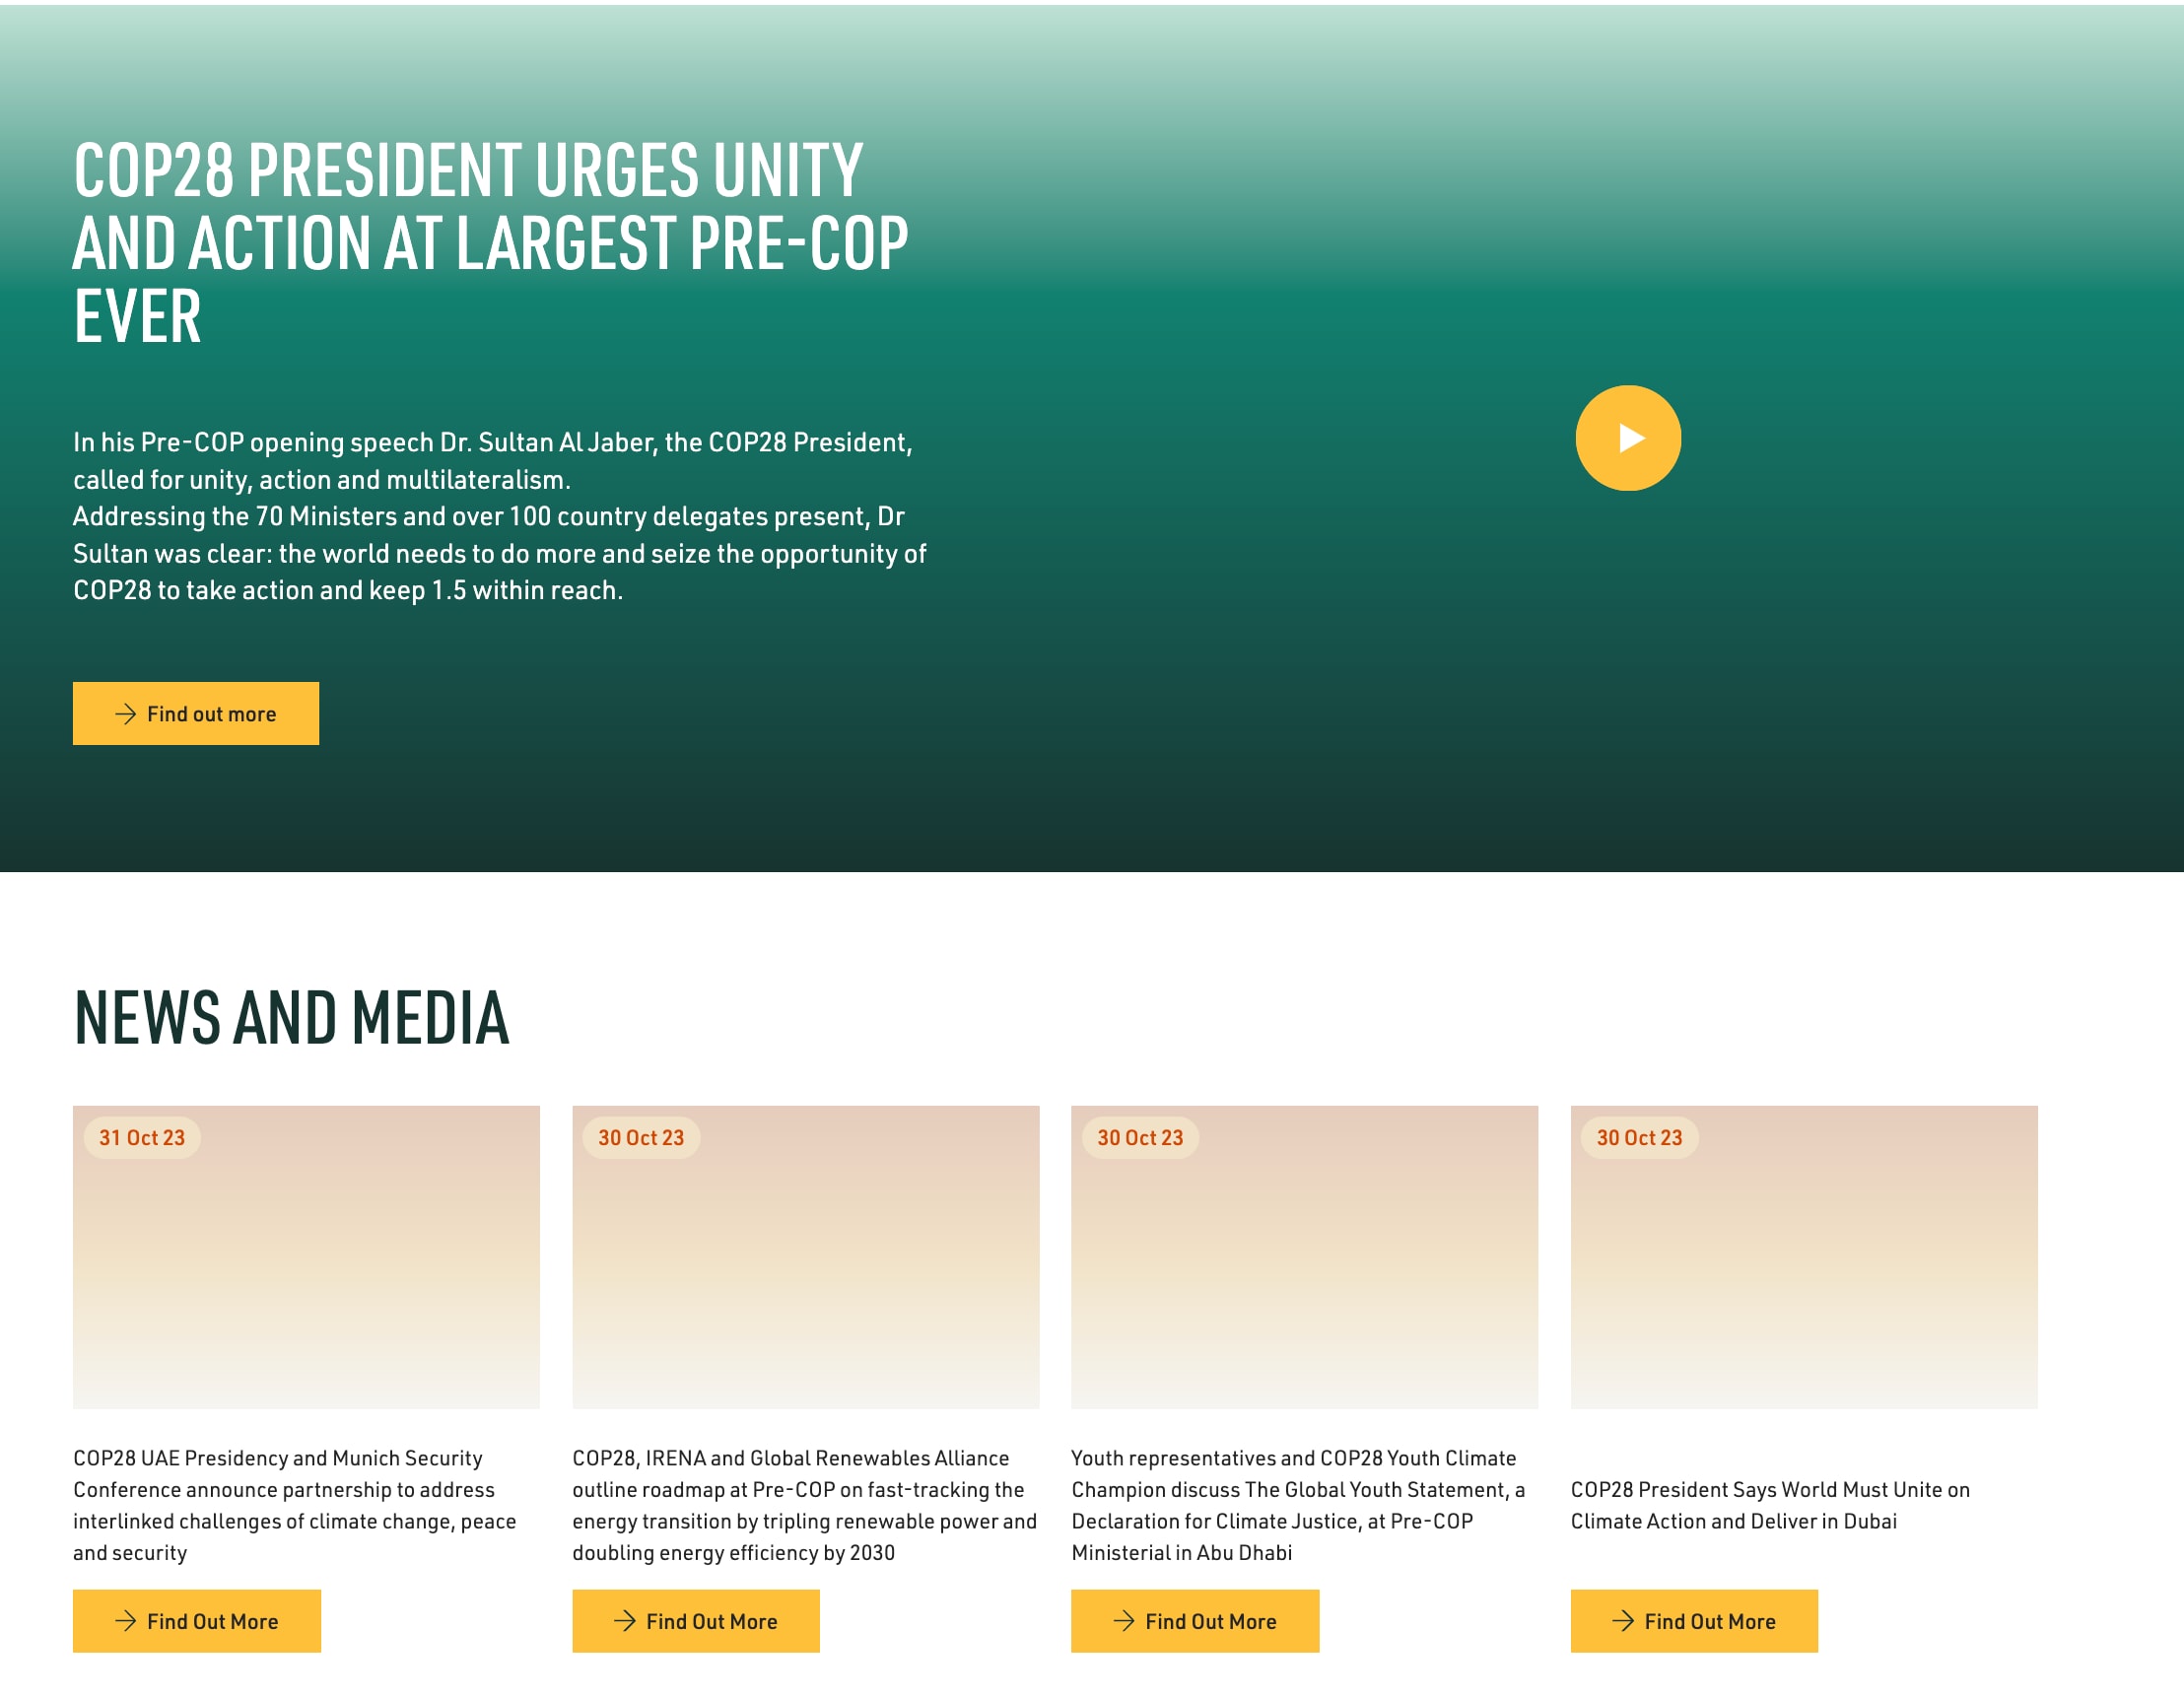 COP28 PRESIDENT URGES UNITY
AND ACTION AT LARGEST PRE-COP
EVER
In his Pre-COP opening speech Dr. Sultan Al Jaber, the COP28 President,
called for unity, action and multilateralism.
Addressing the 70 Ministers and over 100 country delegates present, Dr
Sultan was clear: the world needs to do more and seize the opportunity of
COP28 to take action and keep 1.5 within reach.
Find out more
NEWS AND MEDIA
31 Oct 23
COP28 UAE Presidency and Munich Security
Conference announce partnership to address
interlinked challenges of climate change, peace
and security
Find Out More
30 Oct 23
COP28, IRENA and Global Renewables Alliance
outline roadmap at Pre-COP on fast-tracking the
energy transition by tripling renewable power and
doubling energy efficiency by 2030
Find Out More
30 Oct 23
Youth representatives and COP28 Youth Climate
Champion discuss The Global Youth Statement, a
Declaration for Climate Justice, at Pre-COP
Ministerial in Abu Dhabi
Find Out More
30 Oct 23
COP28 President Says World Must Unite on
Climate Action and Deliver in Dubai
Find Out More